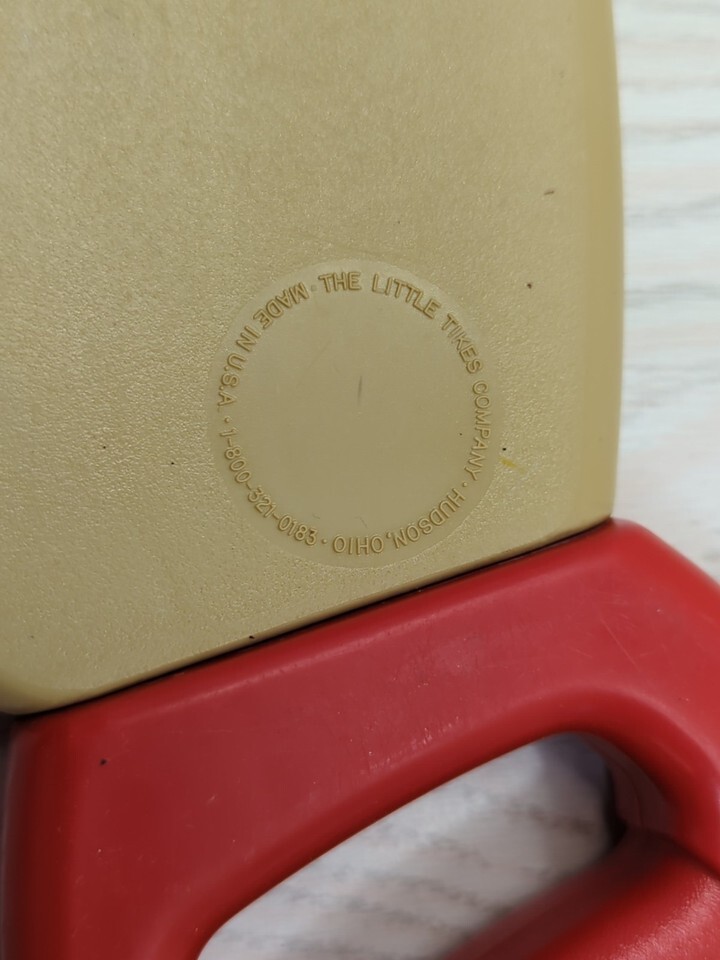 THE LITTLE TIKES COMPANY · HUDSON, OHIO · 1-800-321-0183 · MADE IN U.S.A. ·